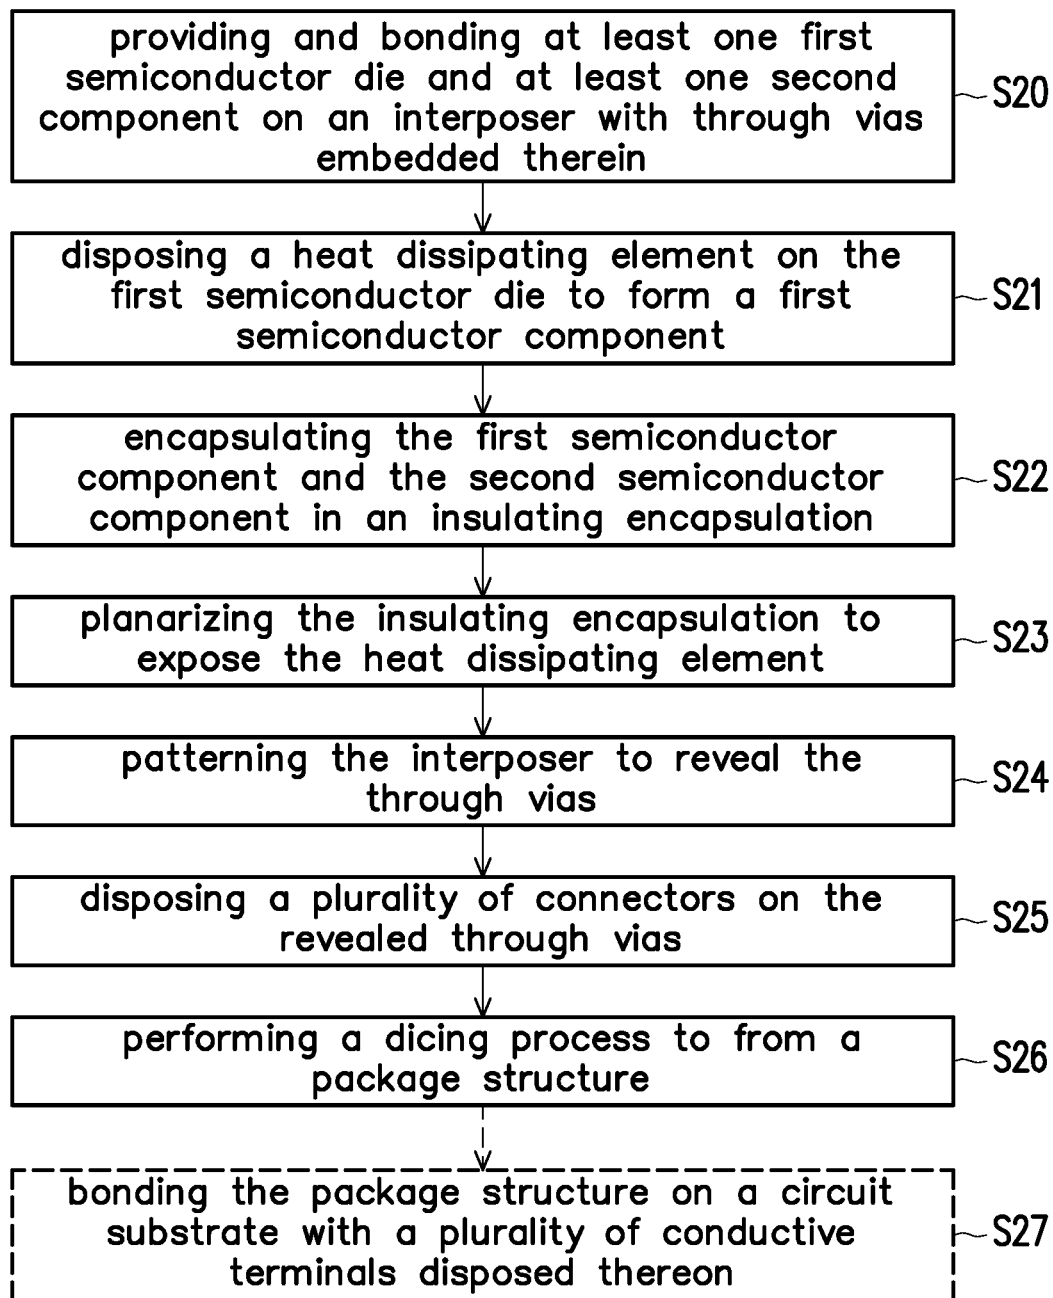 providing and bonding at least one first
semiconductor die and at least one second
component on an interposer with through vias
embedded therein
S20
disposing a heat dissipating element on the
first semiconductor die to form a first
semiconductor component
S21
encapsulating the first semiconductor
component and the second semiconductor
component in an insulating encapsulation
S22
planarizing the insulating encapsulation to
expose the heat dissipating element
S23
patterning the interposer to reveal the
through vias
S24
disposing a plurality of connectors on the
revealed through vias
S25
performing a dicing process to from a
package structure
S26
bonding the package structure on a circuit
substrate with a plurality of conductive
terminals disposed thereon
S27